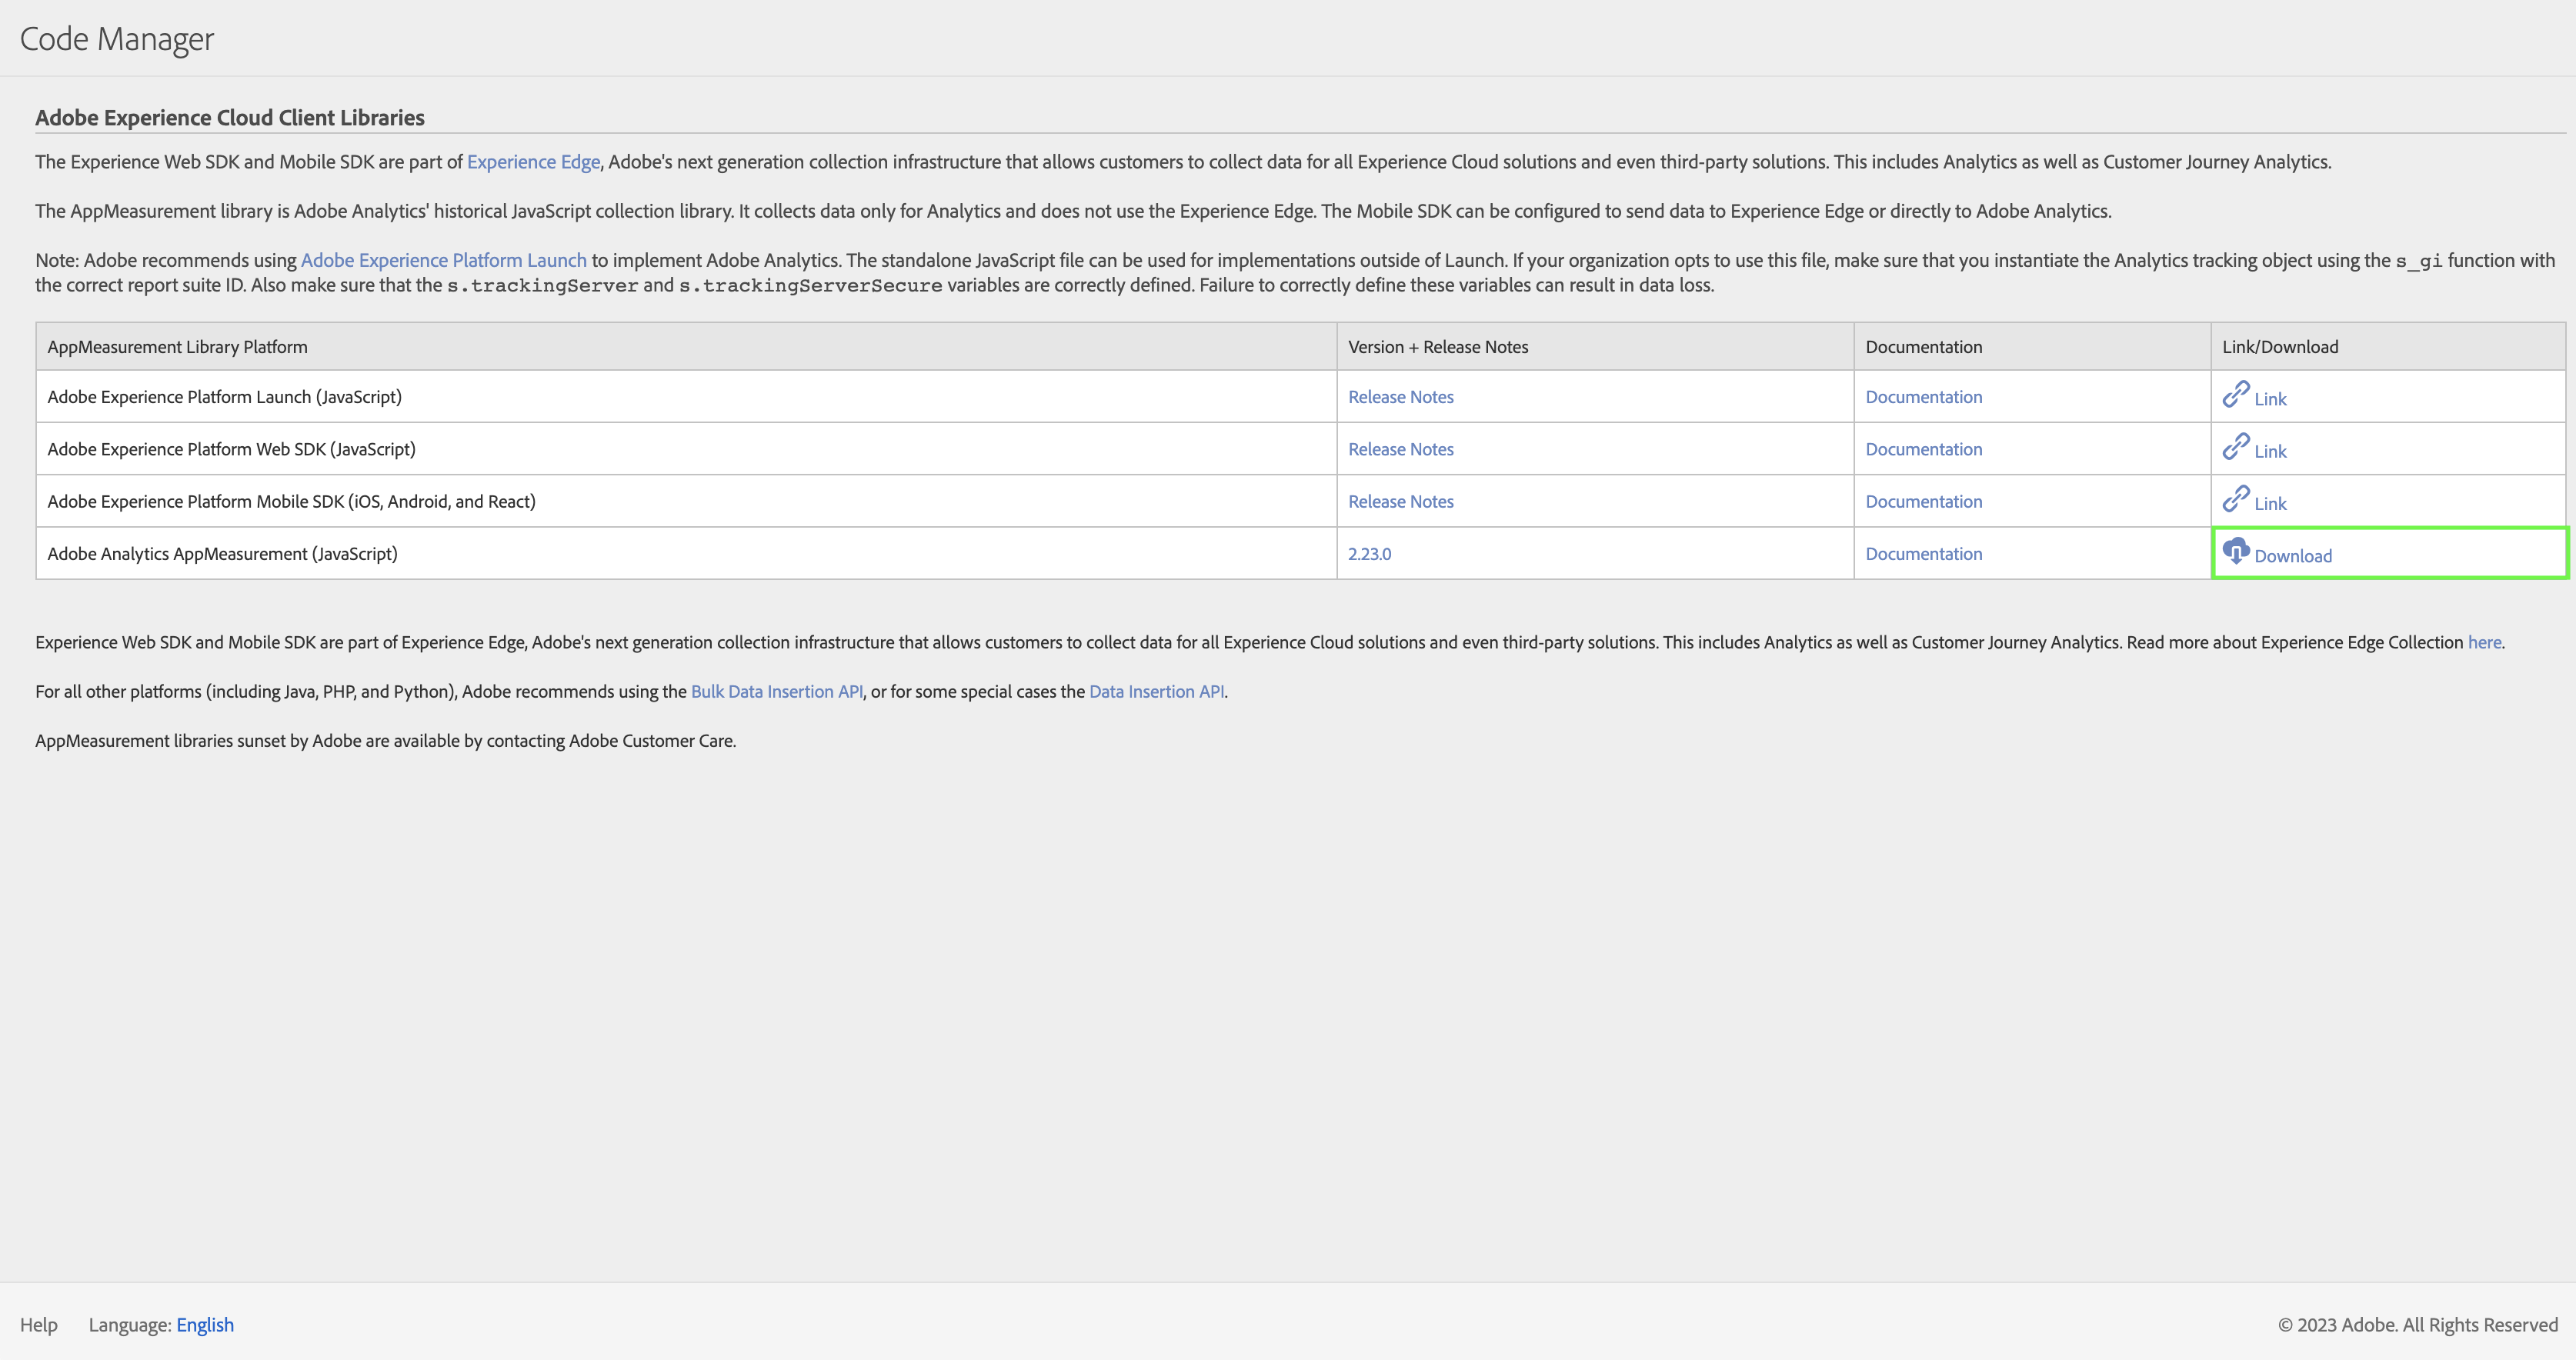 Code Manager
Adobe Experience Cloud Client Libraries
The Experience Web SDK and Mobile SDK are part of Experience Edge, Adobe's next generation collection infrastructure that allows customers to collect data for all Experience Cloud solutions and even third-party solutions. This includes Analytics as well as Customer Journey Analytics.
The AppMeasurement library is Adobe Analytics' historical JavaScript collection library. It collects data only for Analytics and does not use the Experience Edge. The Mobile SDK can be configured to send data to Experience Edge or directly to Adobe Analytics.
Note: Adobe recommends using Adobe Experience Platform Launch to implement Adobe Analytics. The standalone JavaScript file can be used for implementations outside of Launch. If your organization opts to use this file, make sure that you instantiate the Analytics tracking object using the s_gi function with
the correct report suite ID. Also make sure that the s.trackingServer and s.trackingServerSecure variables are correctly defined. Failure to correctly define these variables can result in data loss.
AppMeasurement Library Platform Version + Release Notes Documentation Link/Download
Adobe Experience Platform Launch (JavaScript) Release Notes Documentation Link
Adobe Experience Platform Web SDK (JavaScript) Release Notes Documentation Link
Adobe Experience Platform Mobile SDK (iOS, Android, and React) Release Notes Documentation Link
Adobe Analytics AppMeasurement (JavaScript) 2.23.0 Documentation Download
Experience Web SDK and Mobile SDK are part of Experience Edge, Adobe's next generation collection infrastructure that allows customers to collect data for all Experience Cloud solutions and even third-party solutions. This includes Analytics as well as Customer Journey Analytics. Read more about Experience Edge Collection here.
For all other platforms (including Java, PHP, and Python), Adobe recommends using the Bulk Data Insertion API, or for some special cases the Data Insertion API.
AppMeasurement libraries sunset by Adobe are available by contacting Adobe Customer Care.
Help Language: English © 2023 Adobe. All Rights Reserved